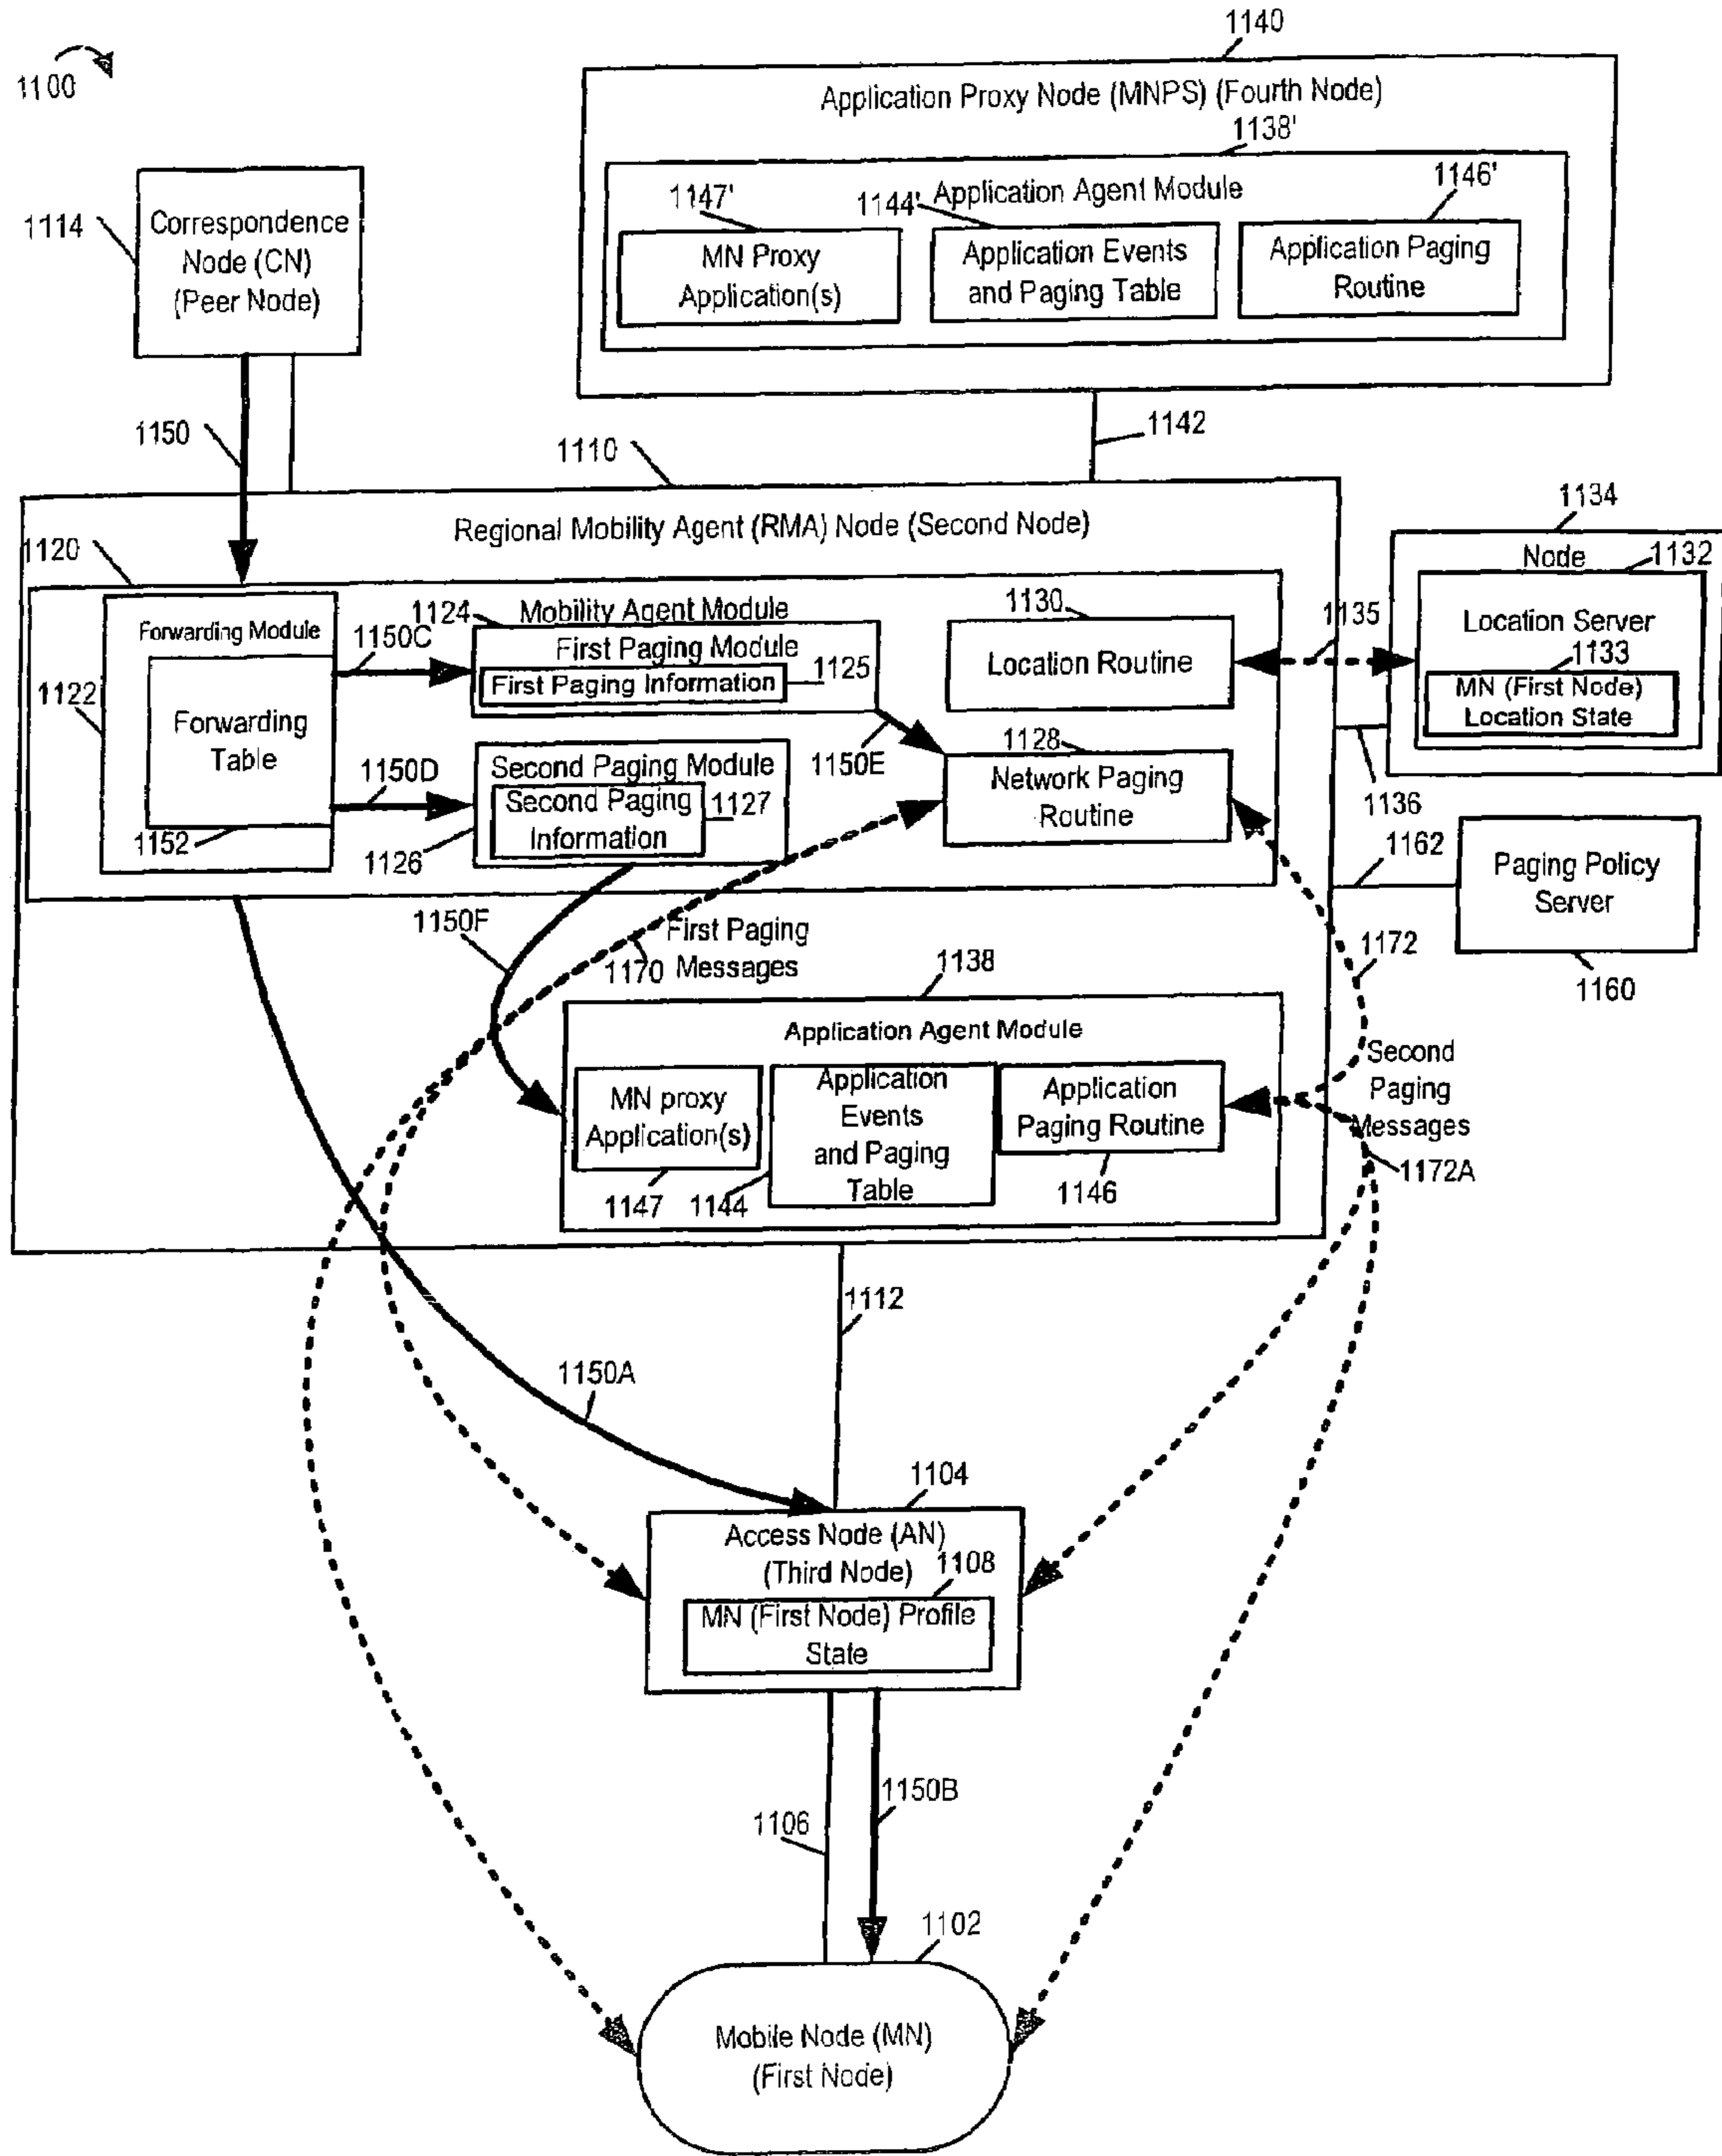 1100
1140
Application Proxy Node (MNPS) (Fourth Node)
1138'
Application Agent Module
1147'
1144'
1146'
MN Proxy
Application(s)
Application Events
and Paging Table
Application Paging
Routine
1114
Correspondence
Node (CN)
(Peer Node)
1150
1110
1142
Regional Mobility Agent (RMA) Node (Second Node)
1134
Node
1132
Location Server
1133
MN (First Node)
Location State
1120
Mobility Agent Module
1124
1130
1135
Forwarding Module
1150C
First Paging Module
First Paging Information
1125
Location Routine
1122
Forwarding
Table
1150E
1128
1136
1150D
Second Paging Module
Second Paging
Information
1127
Network Paging
Routine
1152
1126
1162
Paging Policy
Server
1160
1150F
First Paging
Messages
1170
1172
1138
Application Agent Module
Second
Paging
Messages
1172A
MN proxy
Application(s)
Application
Events
and Paging
Table
Application
Paging Routine
1147
1144
1146
1112
1150A
1104
Access Node (AN)
(Third Node)
1108
MN (First Node) Profile
State
1150B
1106
1102
Mobile Node (MN)
(First Node)